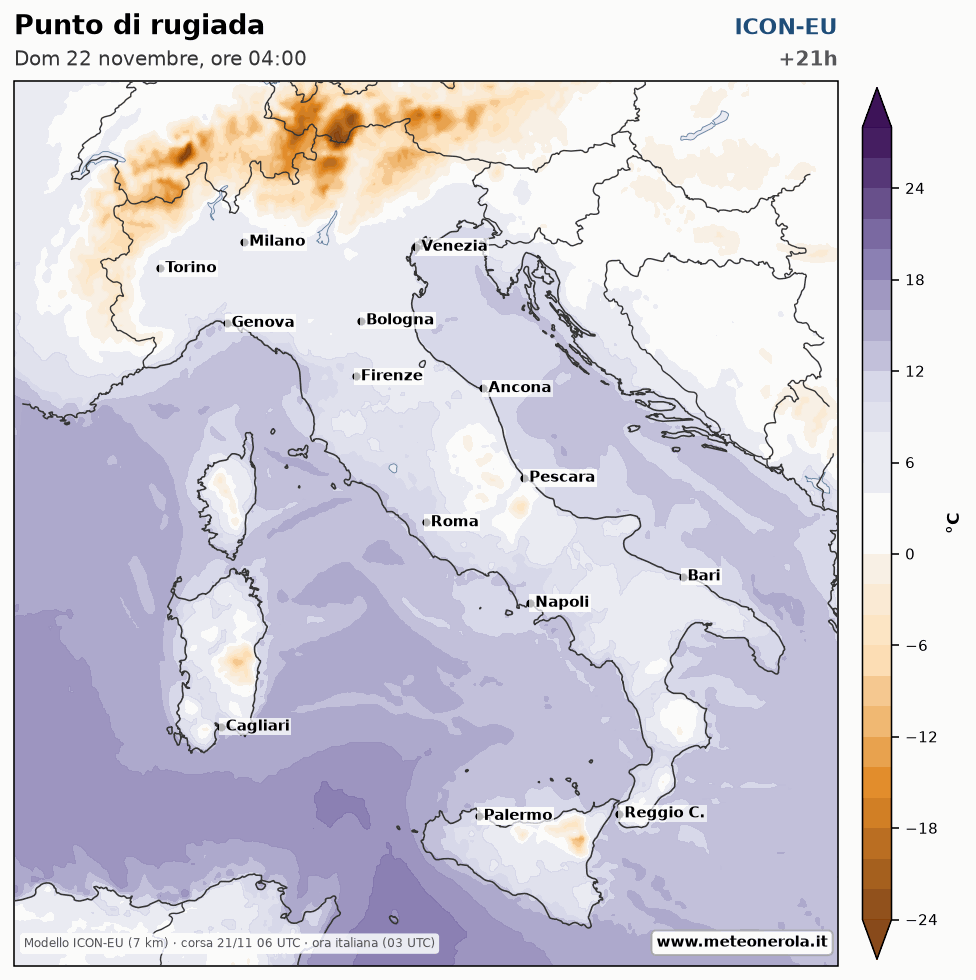 Punto di rugiada
ICON-EU
Dom 22 novembre, ore 04:00
+21h
Milano
Venezia
Torino
Genova
Bologna
Firenze
Ancona
Pescara
Roma
Bari
Napoli
Cagliari
Palermo
Reggio C.
24
18
12
6
0
−6
−12
−18
−24
°C
Modello ICON-EU (7 km) · corsa 21/11 06 UTC · ora italiana (03 UTC)
www.meteonerola.it